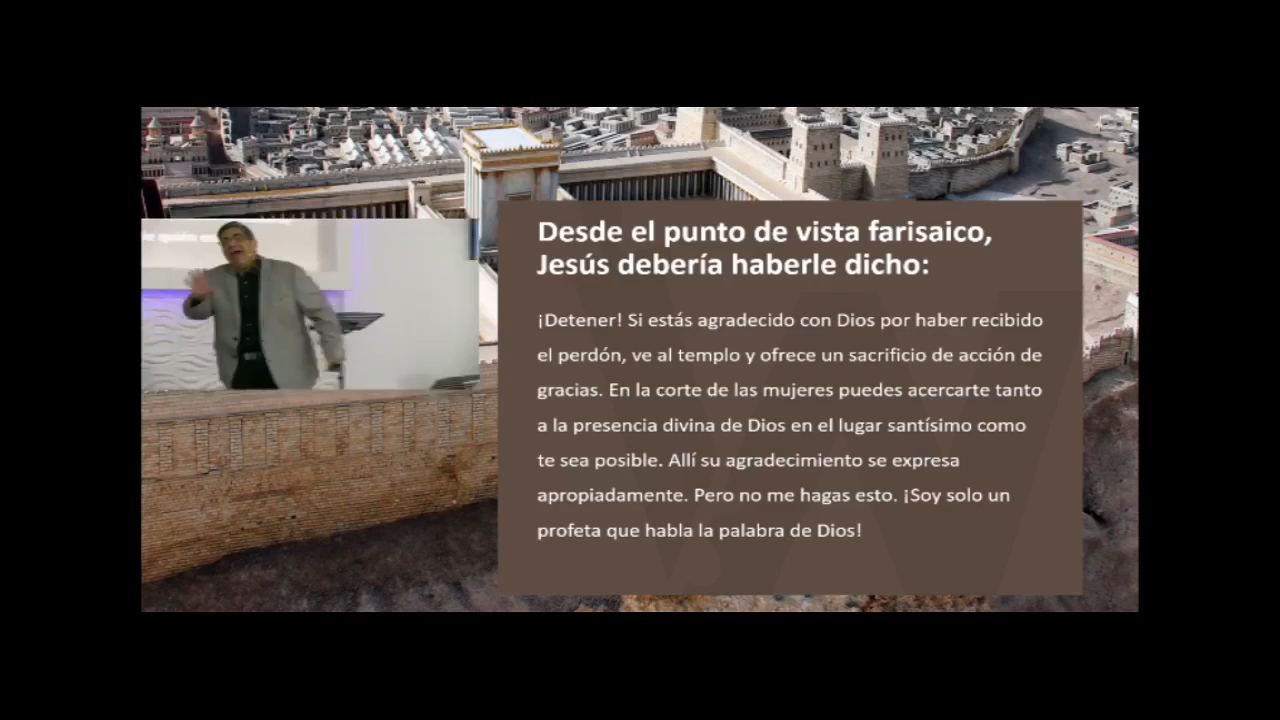 Desde el punto de vista farisaico,
Jesús debería haberle dicho:
¡Detener! Si estás agradecido con Dios por haber recibido
el perdón, ve al templo y ofrece un sacrificio de acción de
gracias. En la corte de las mujeres puedes acercarte tanto
a la presencia divina de Dios en el lugar santísimo como
te sea posible. Allí su agradecimiento se expresa
apropiadamente. Pero no me hagas esto. ¡Soy solo un
profeta que habla la palabra de Dios!